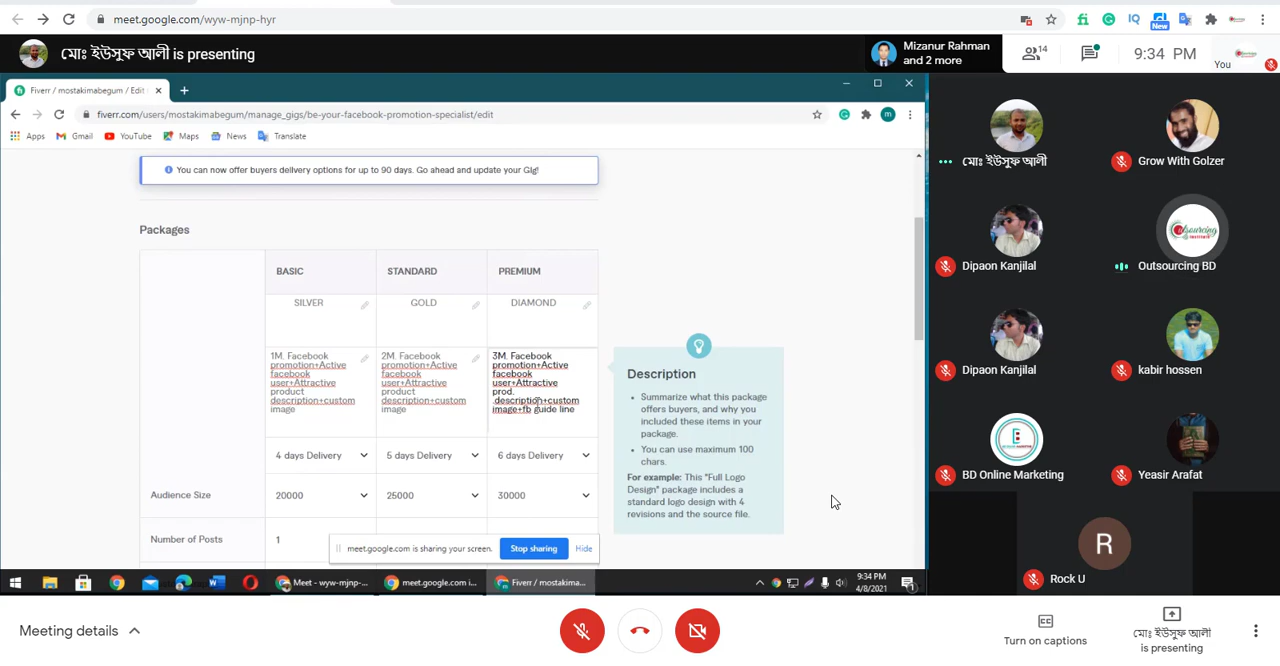 meet.google.com/wyw-mjnp-hyr
New
মোঃ ইউসুফ আলী is presenting
Mizanur Rahman
and 2 more
14
9:34 PM
You
Fiverr / mostakimabegum / Edit
fiverr.com/users/mostakimabegum/manage_gigs/be-your-facebook-promotion-specialist/edit
m
Apps
Gmail
YouTube
Maps
News
Translate
You can now offer buyers delivery options for up to 90 days. Go ahead and update your Gig!
Packages
BASIC
STANDARD
PREMIUM
SILVER
GOLD
DIAMOND
1M. Facebook
promotion+Active
facebook
user+Attractive
product
description+custom
image
2M. Facebook
promotion+Active
facebook
user+Attractive
product
description+custom
image
3M. Facebook
promotion+Active
facebook
user+Attractive
prod.
.description+custom
image+fb guide line
4 days Delivery
5 days Delivery
6 days Delivery
Audience Size
20000
25000
30000
Number of Posts
1
Description
Summarize what this package
offers buyers, and why you
included these items in your
package.
You can use maximum 100
chars.
For example: This "Full Logo
Design" package includes a
standard logo design with 4
revisions and the source file.
meet.google.com is sharing your screen.
Stop sharing
Hide
Meet - wyw-mjnp-...
meet.google.com i...
Fiverr / mostakima...
9:34 PM
4/8/2021
মোঃ ইউসুফ আলী
Grow With Golzer
Dipaon Kanjilal
Outsourcing BD
Dipaon Kanjilal
kabir hossen
BD Online Marketing
Yeasir Arafat
R
Rock U
Meeting details
Turn on captions
মোঃ ইউসুফ আলী
is presenting